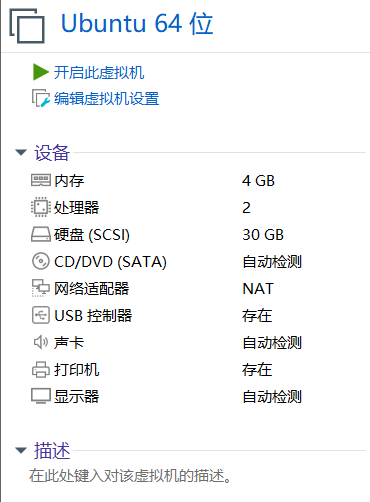 Ubuntu 64 位
开启此虚拟机
编辑虚拟机设置
设备
内存 4 GB
处理器 2
硬盘 (SCSI) 30 GB
CD/DVD (SATA) 自动检测
网络适配器 NAT
USB 控制器 存在
声卡 自动检测
打印机 存在
显示器 自动检测
描述
在此处键入对该虚拟机的描述。